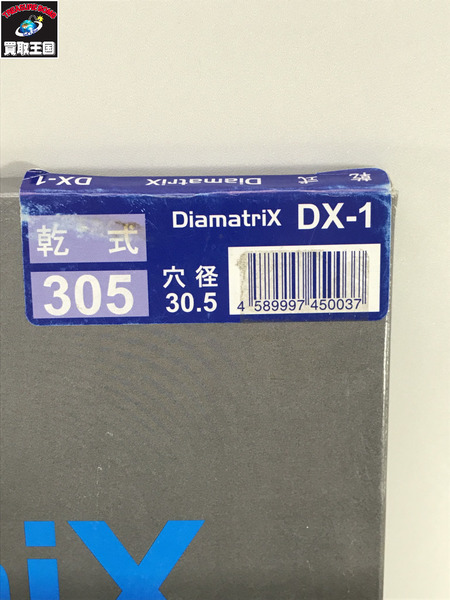 買取王国
乾 式 DiamatriX DX-1
乾 式
DiamatriX DX-1
305
穴 径
30.5
4 589997 450037
iX